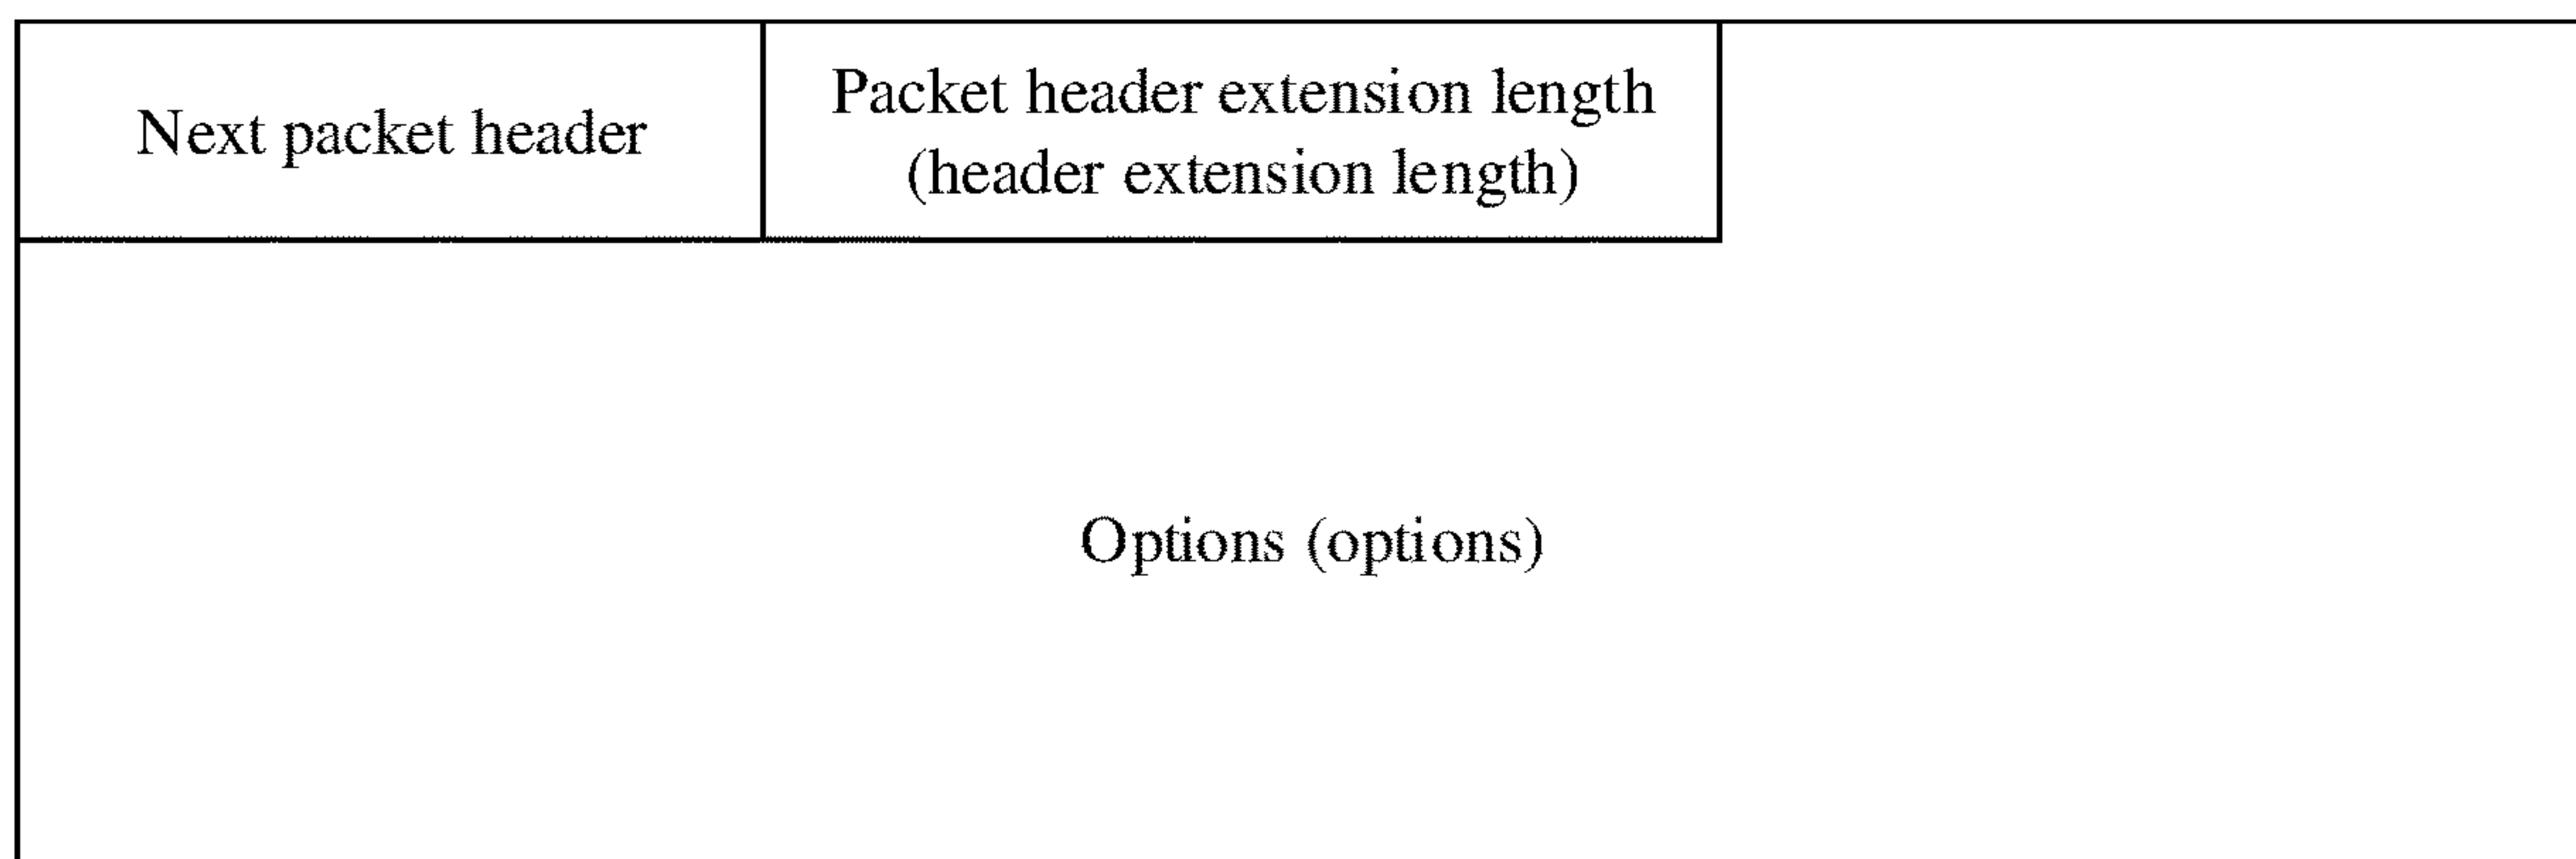 Next packet header
Packet header extension length
(header extension length)
Options (options)